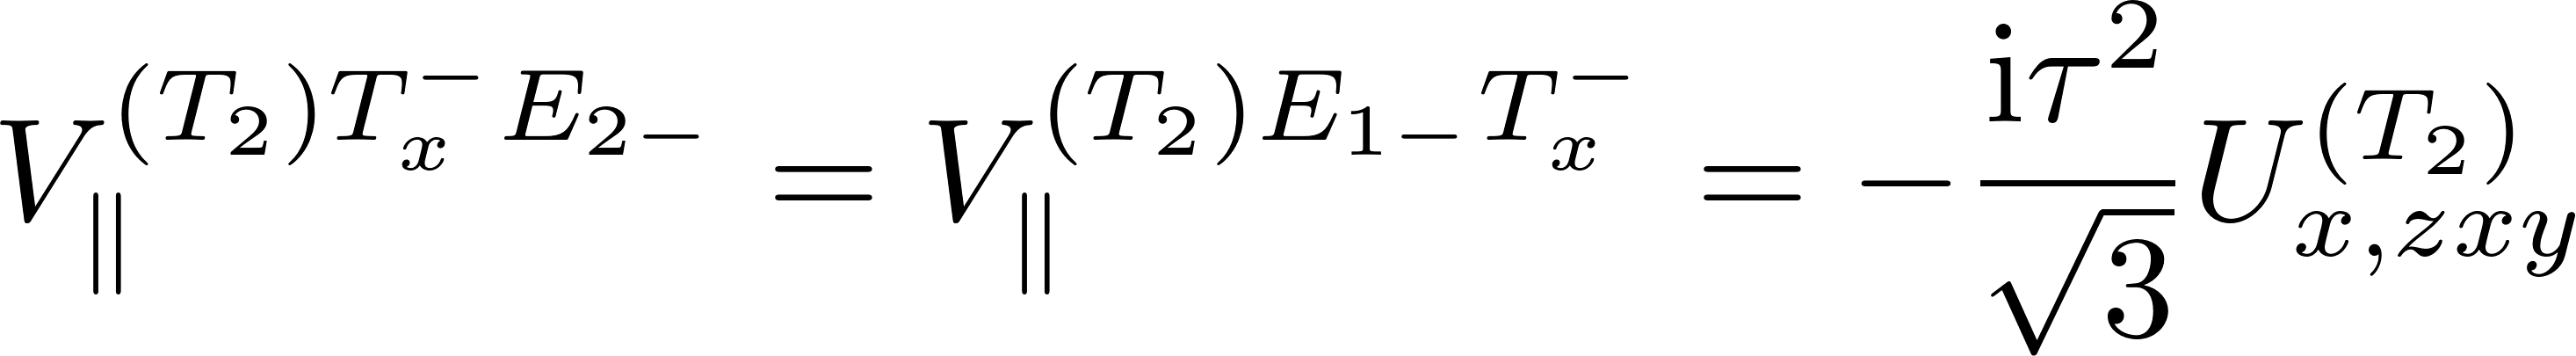 $V_{\parallel}^{(T_2)T_x^- E_{2-}} = V_{\parallel}^{(T_2)E_{1-}T_x^-} = -\frac{\mathrm{i}\tau^2}{\sqrt{3}} U_{x,zxy}^{(T_2)}$